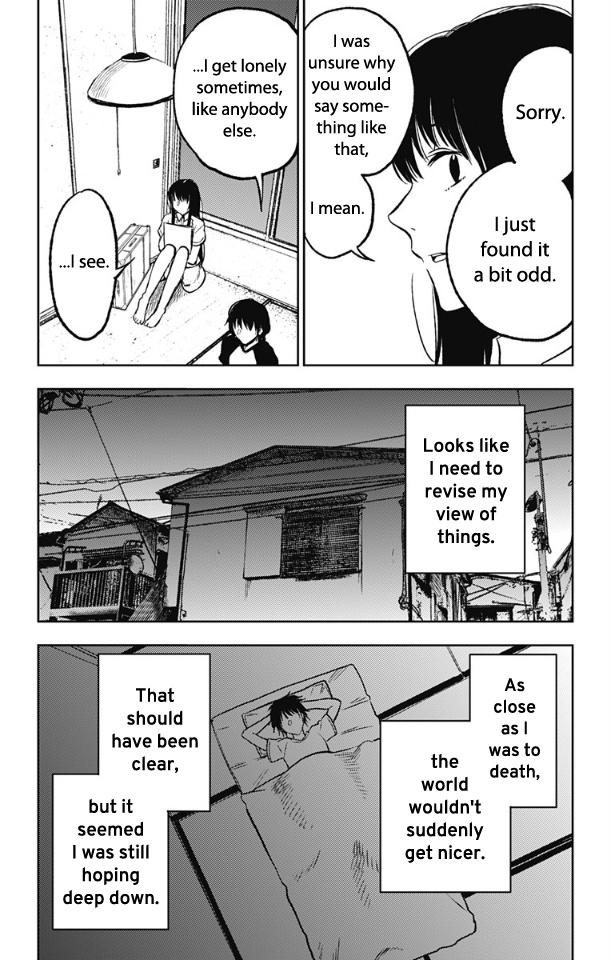 Sorry.
I just
found it
a bit odd.
I was
unsure why
you would
say some-
thing like
that,
I mean.
...I get lonely
sometimes,
like anybody
else.
...I see.
Looks like
I need to
revise my
view of
things.
As
close
as I
was to
death,
the
world
wouldn't
suddenly
get nicer.
That
should
have been
clear,
but it
seemed
I was still
hoping
deep down.